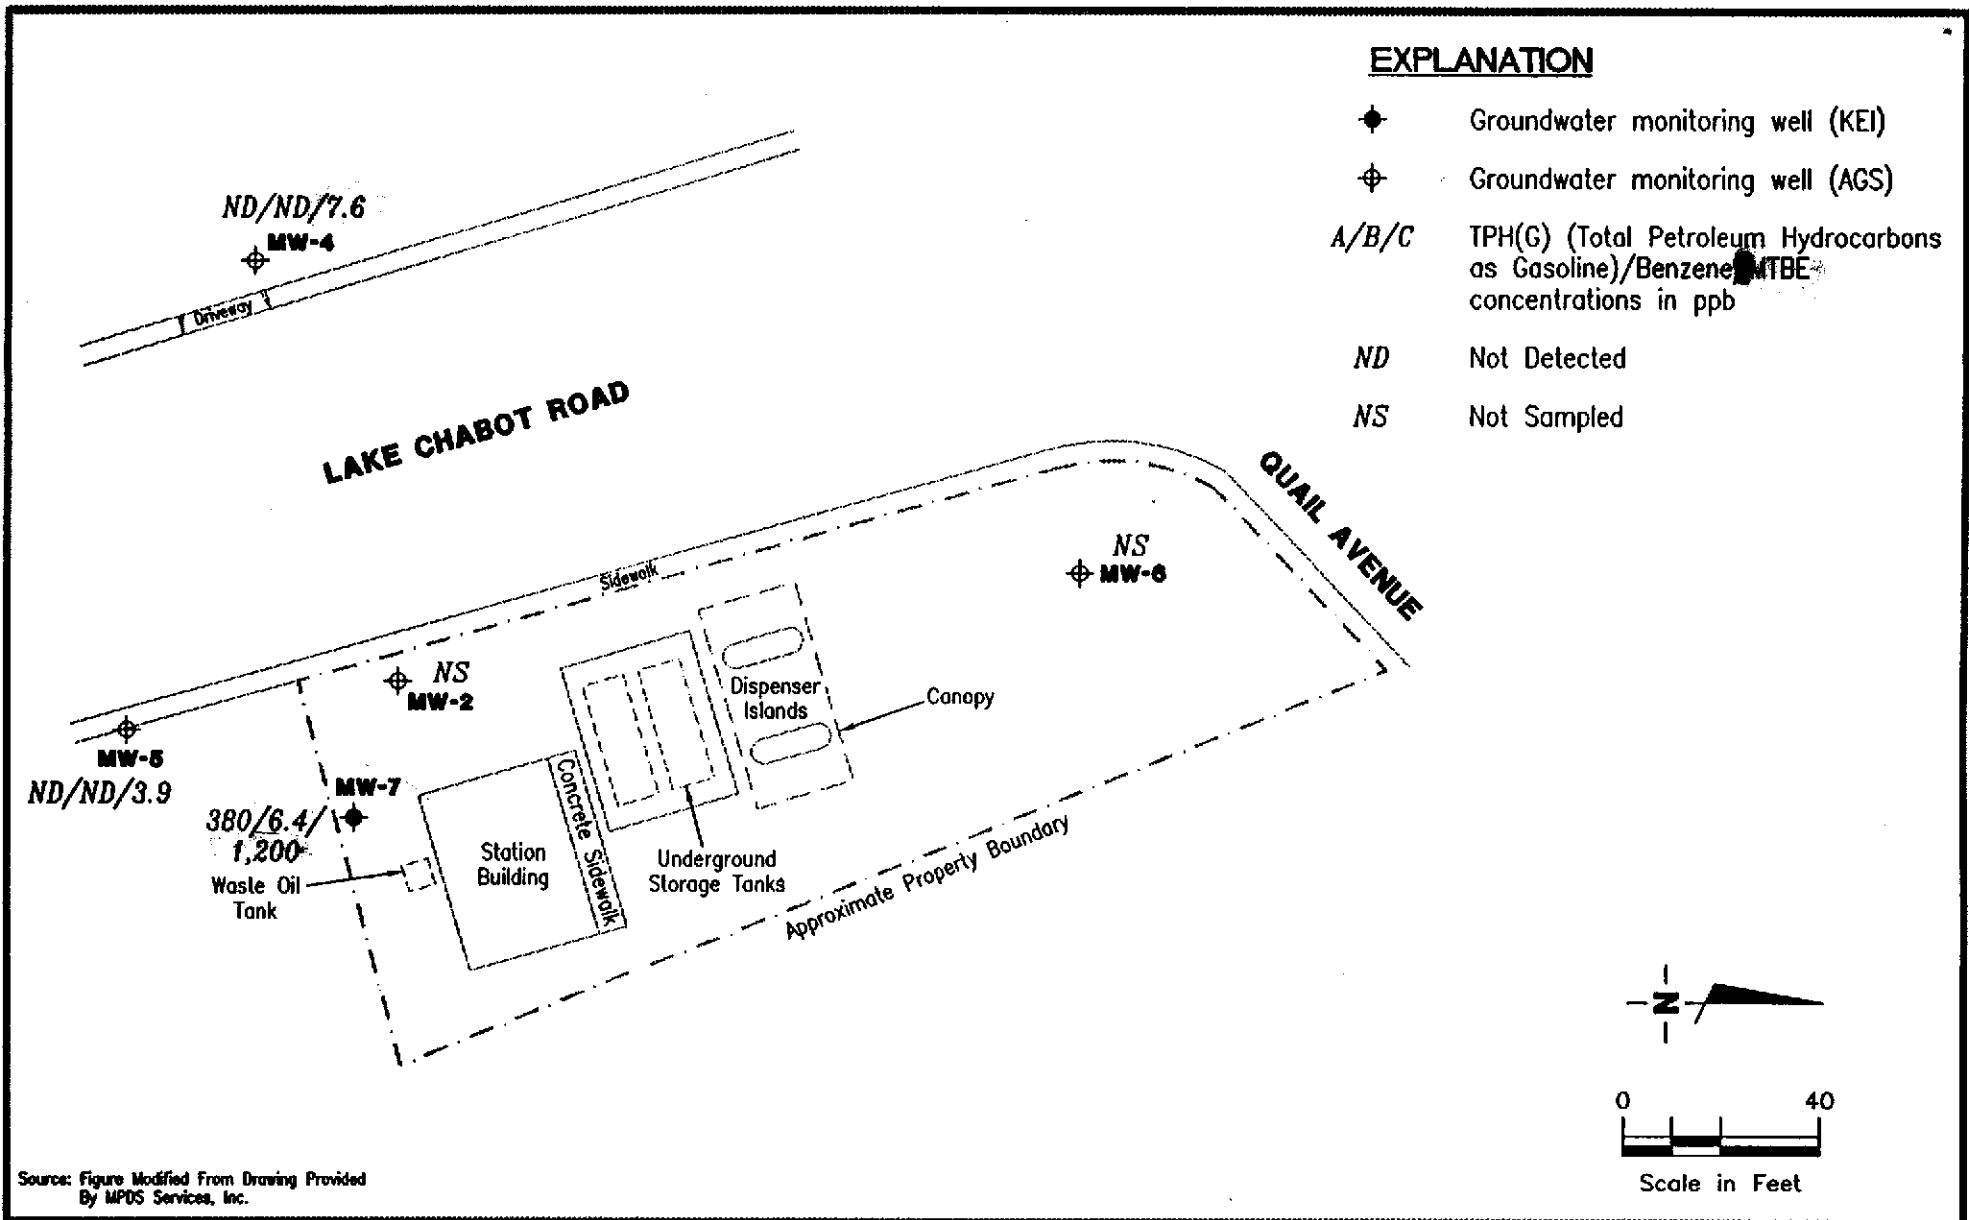 EXPLANATION
Groundwater monitoring well (KEI)
Groundwater monitoring well (AGS)
A/B/C TPH(G) (Total Petroleum Hydrocarbons
as Gasoline)/Benzene MTBE
concentrations in ppb
ND Not Detected
NS Not Sampled
ND/ND/7.6
MW-4
Driveway
LAKE CHABOT ROAD
QUAIL AVENUE
NS
MW-6
Sidewalk
NS
MW-2
Dispenser
Islands
Canopy
MW-5
ND/ND/3.9
MW-7
380/6.4/
1,200
Concrete Sidewalk
Station
Building
Underground
Storage Tanks
Waste Oil
Tank
Approximate Property Boundary
N
0 40
Scale in Feet
Source: Figure Modified From Drawing Provided
By MPDS Services, Inc.